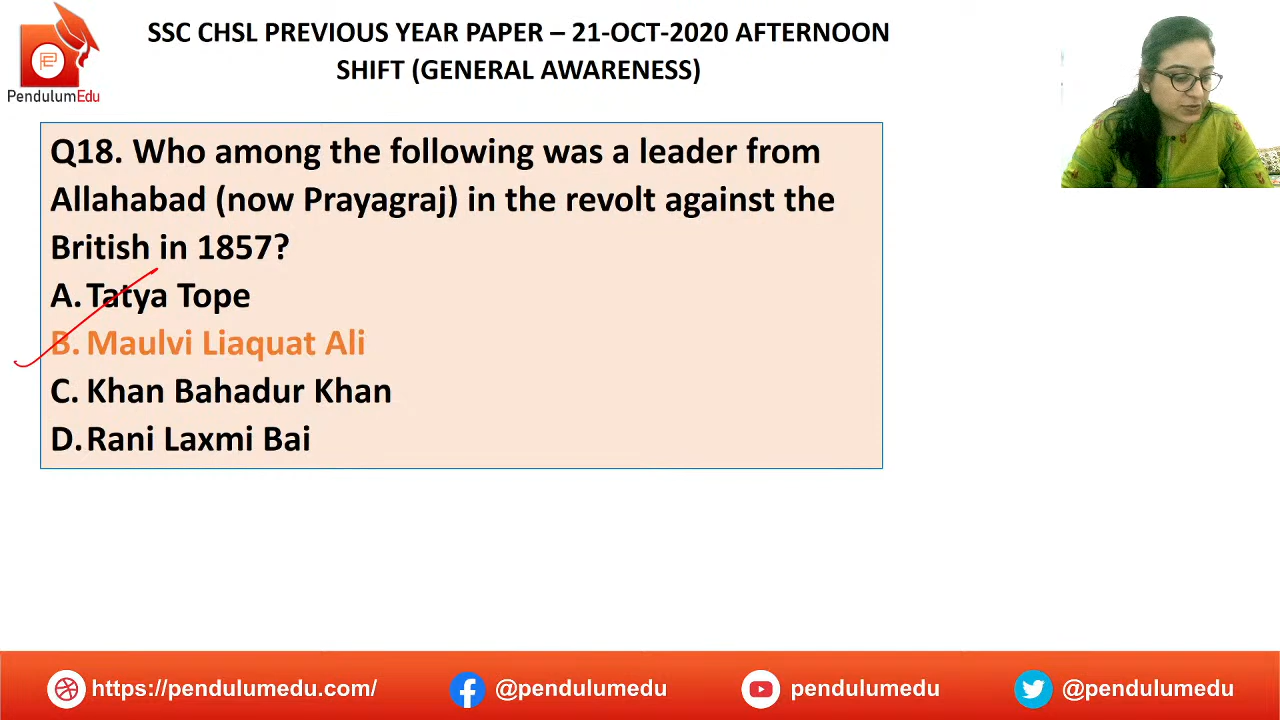 SSC CHSL PREVIOUS YEAR PAPER – 21-OCT-2020 AFTERNOON
SHIFT (GENERAL AWARENESS)
PendulumEdu
Q18. Who among the following was a leader from
Allahabad (now Prayagraj) in the revolt against the
British in 1857?
A. Tatya Tope
B. Maulvi Liaquat Ali
C. Khan Bahadur Khan
D. Rani Laxmi Bai
https://pendulumedu.com/
@pendulumedu
pendulumedu
@pendulumedu